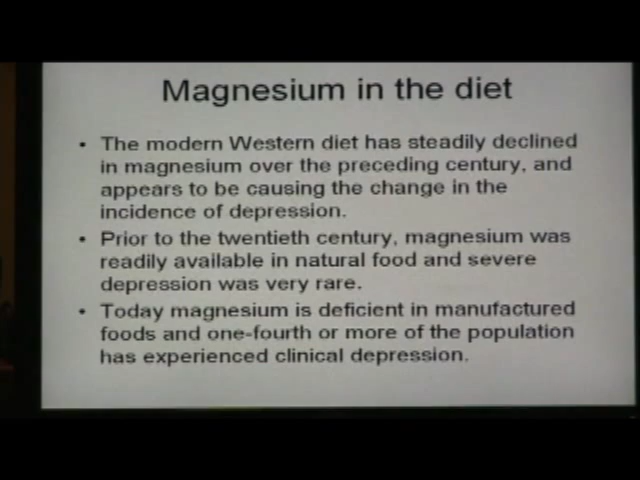 Magnesium in the diet
• The modern Western diet has steadily declined
in magnesium over the preceding century, and
appears to be causing the change in the
incidence of depression.
• Prior to the twentieth century, magnesium was
readily available in natural food and severe
depression was very rare.
• Today magnesium is deficient in manufactured
foods and one-fourth or more of the population
has experienced clinical depression.